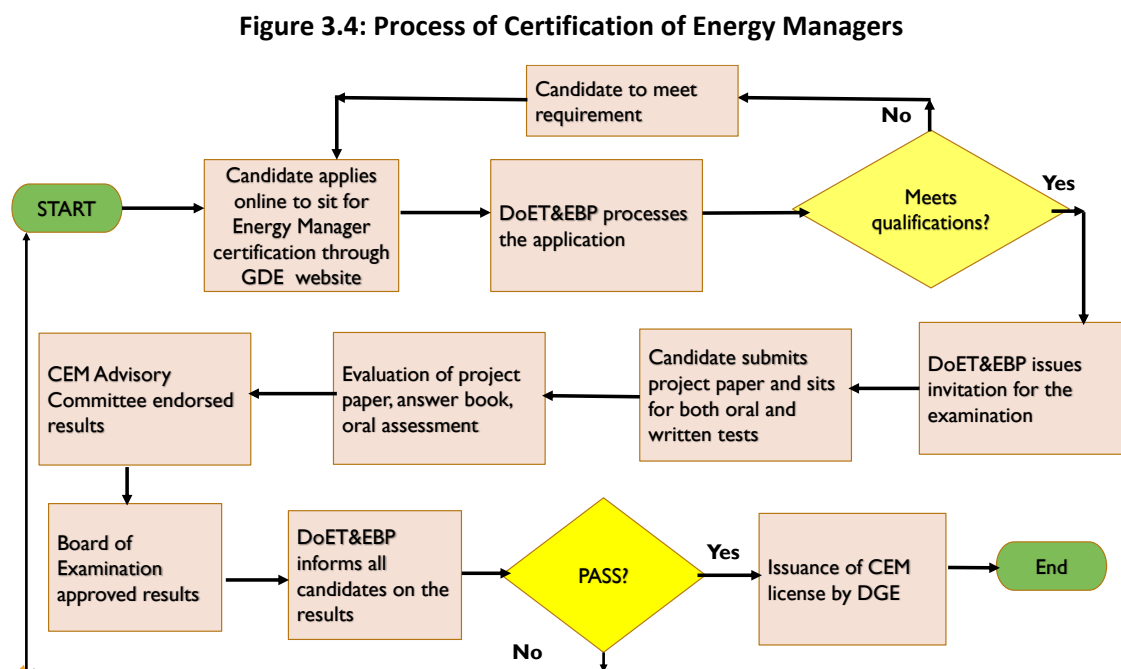 Figure 3.4: Process of Certification of Energy Managers
Candidate to meet
requirement
No
START
Candidate applies
online to sit for
Energy Manager
certification through
GDE website
DoET&EBP processes
the application
Meets
qualifications?
Yes
CEM Advisory
Committee endorsed
results
Evaluation of project
paper, answer book,
oral assessment
Candidate submits
project paper and sits
for both oral and
written tests
DoET&EBP issues
invitation for the
examination
Board of
Examination
approved results
DoET&EBP
informs all
candidates on the
results
PASS?
Yes
Issuance of CEM
license by DGE
End
No